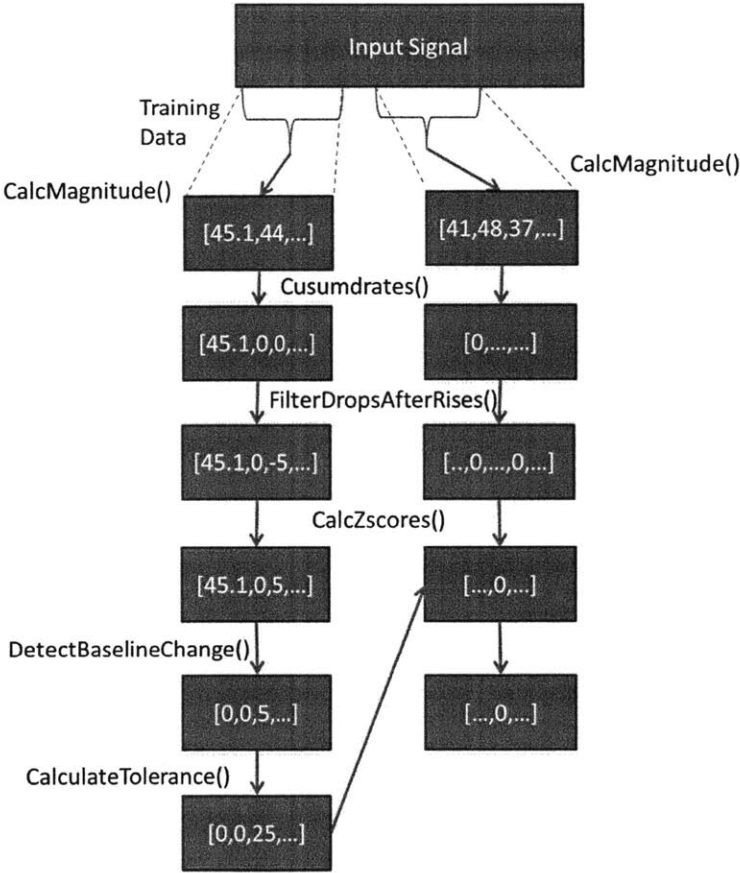 Input Signal
Training
Data
CalcMagnitude()
CalcMagnitude()
[45.1,44,...]
[41,48,37,...]
Cusumdrates()
[45.1,0,0,...]
[0,...,...]
FilterDropsAfterRises()
[45.1,0,-5,...]
[..,0,...,0,...]
CalcZscores()
[45.1,0,5,...]
[...,0,...]
DetectBaselineChange()
[0,0,5,...]
[...,0,...]
CalculateTolerance()
[0,0,25,...]